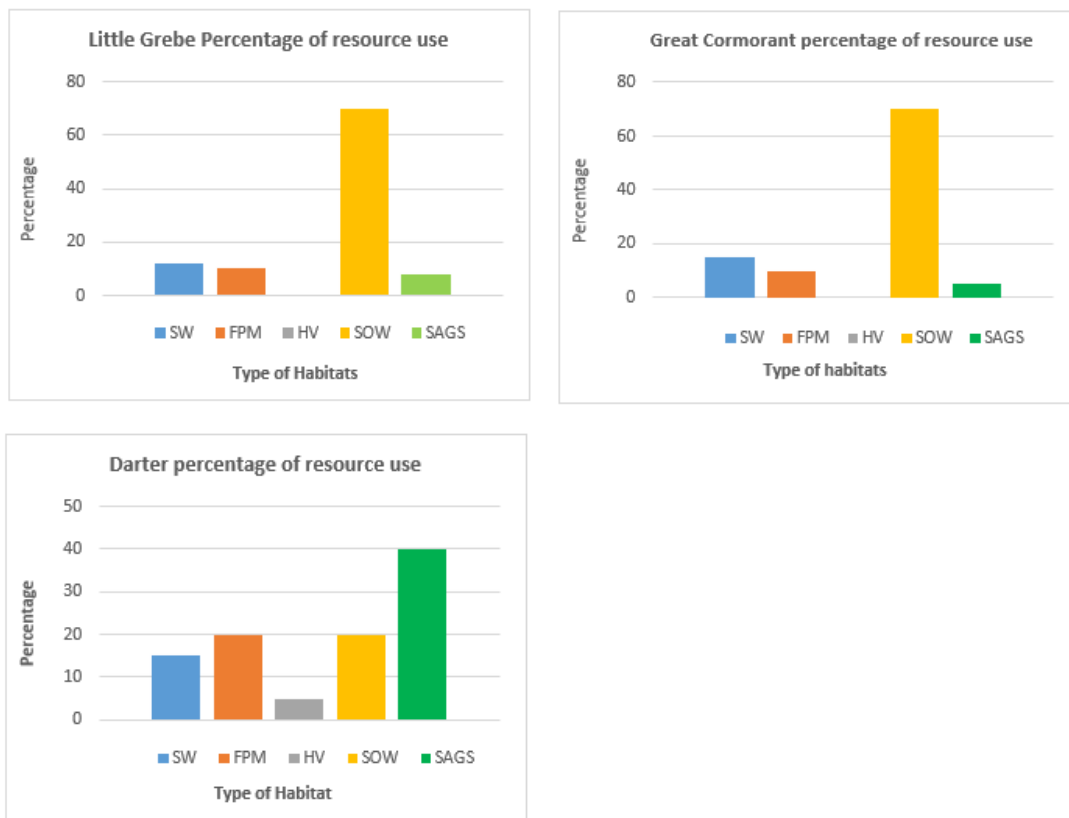 Little Grebe Percentage of resource use
80
60
40
20
0
Percentage
SW FPM HV SOW SAGS
Type of Habitats
Great Cormorant percentage of resource use
80
60
40
20
0
Percentage
SW FPM HV SOW SAGS
Type of habitats
Darter percentage of resource use
50
40
30
20
10
0
Percentage
SW FPM HV SOW SAGS
Type of Habitat